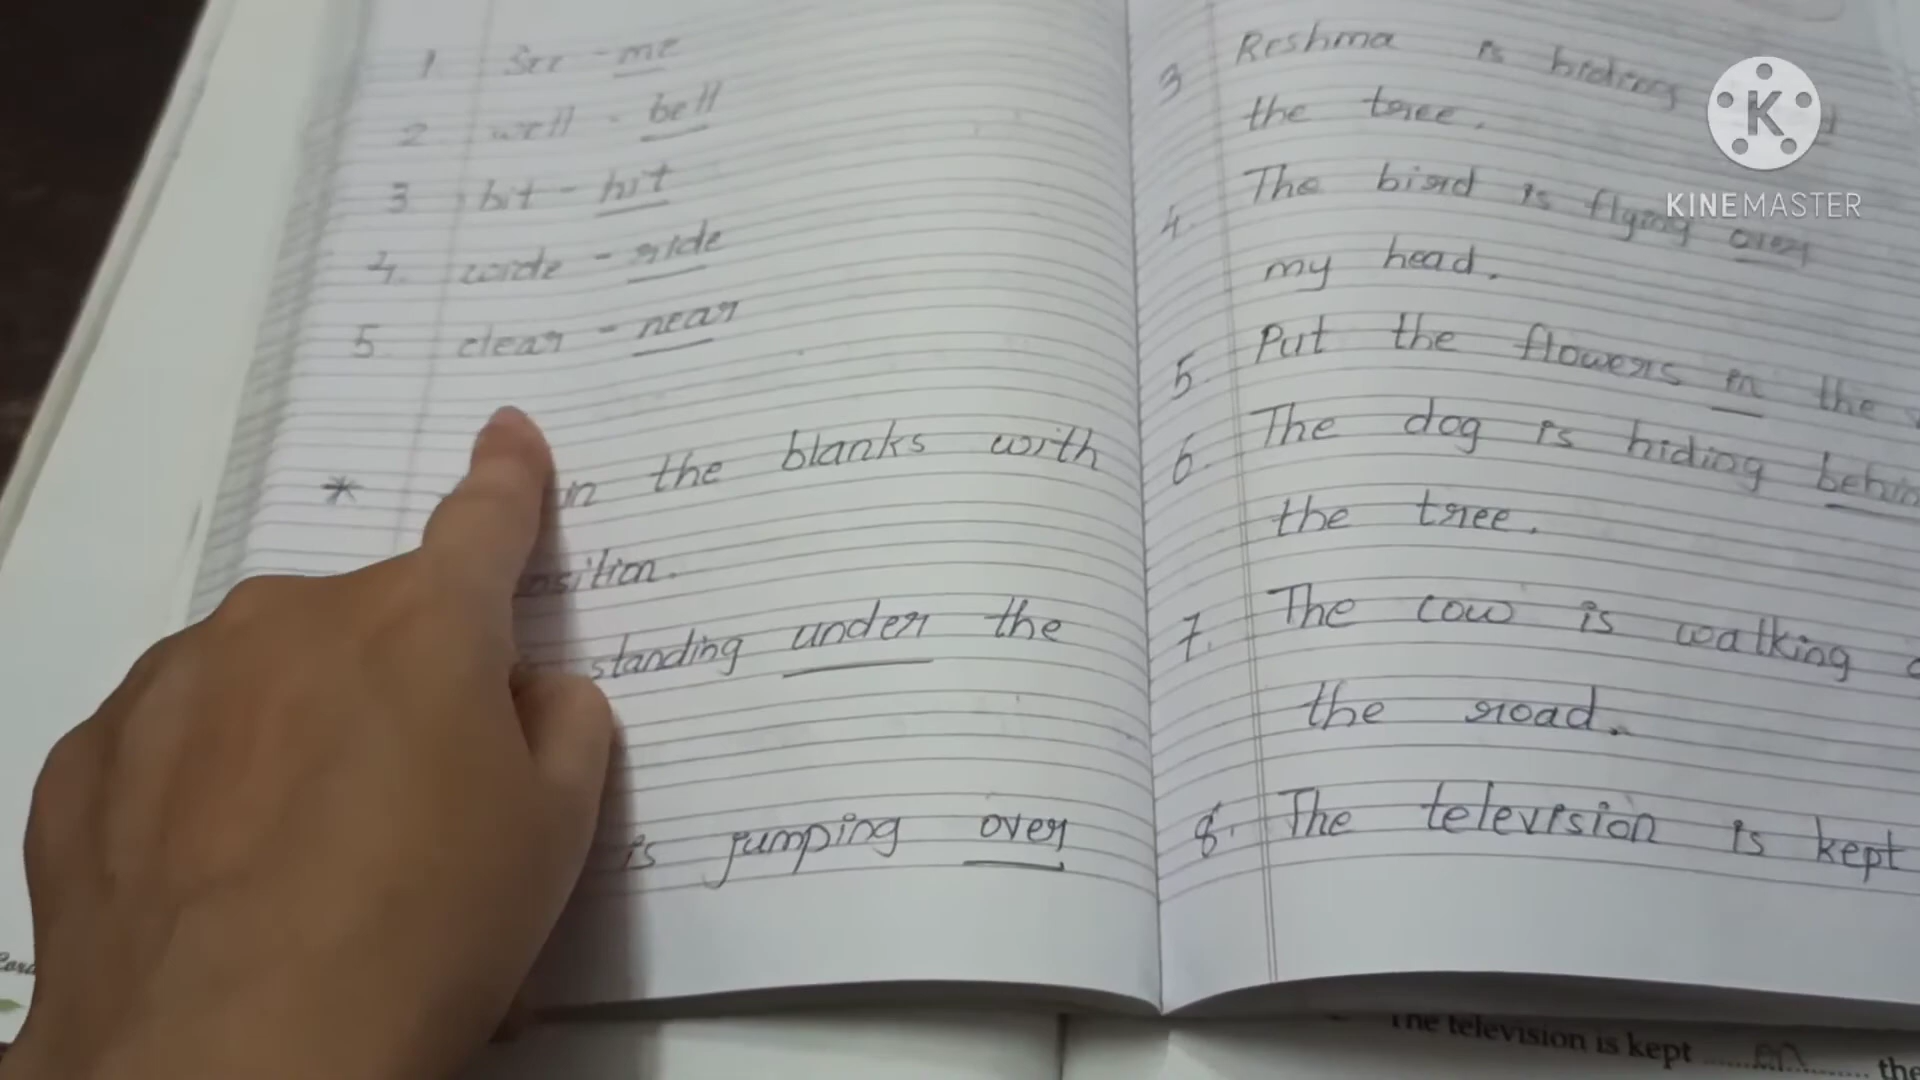 1 See - me
2 well - bell
3 bit - hit
4. wide - ride
5 clear - near
* in the blanks with
standing under the
is jumping over
3 Reshma is hiding
the tree.
4. The bird is flying over
my head.
5. Put the flowers in the
6. The dog is hiding
the tree.
7. The cow is walking
the road.
8. The television is kept
The television is kept ........ the
K
KINEMASTER